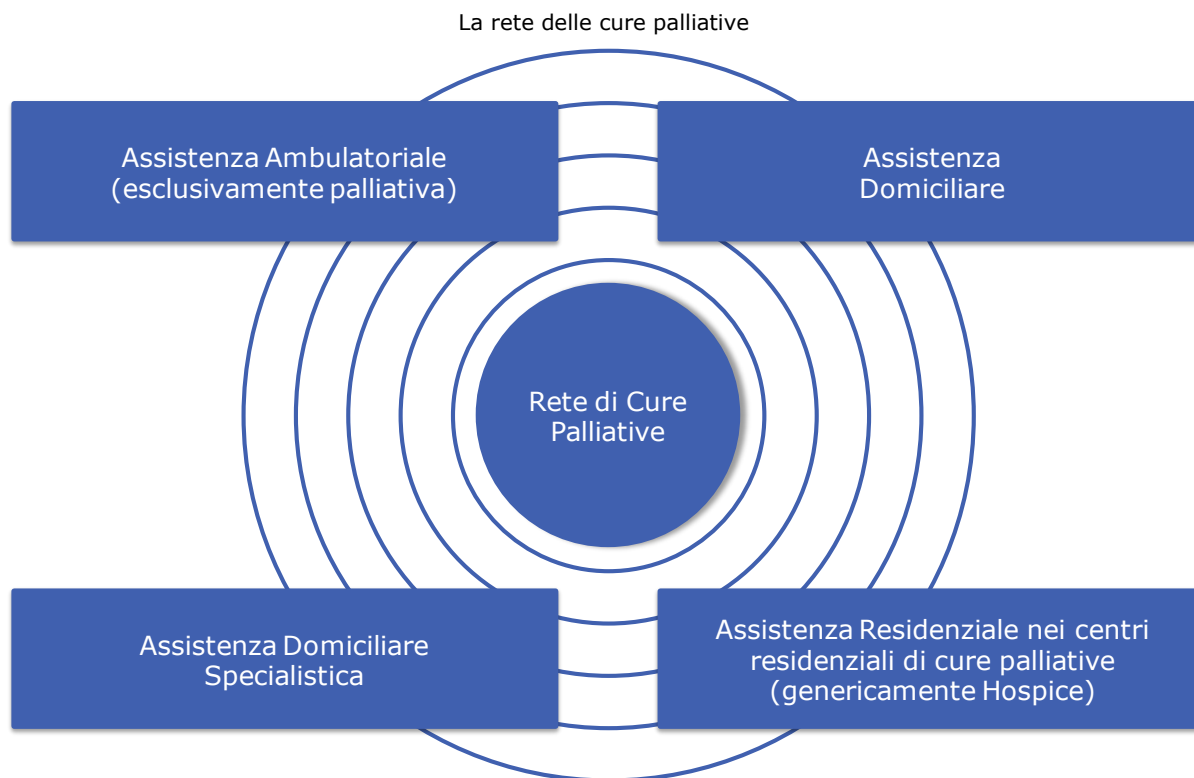 La rete delle cure palliative
Assistenza Ambulatoriale
(esclusivamente palliativa)
Assistenza
Domiciliare
Rete di Cure
Palliative
Assistenza Domiciliare
Specialistica
Assistenza Residenziale nei centri
residenziali di cure palliative
(genericamente Hospice)